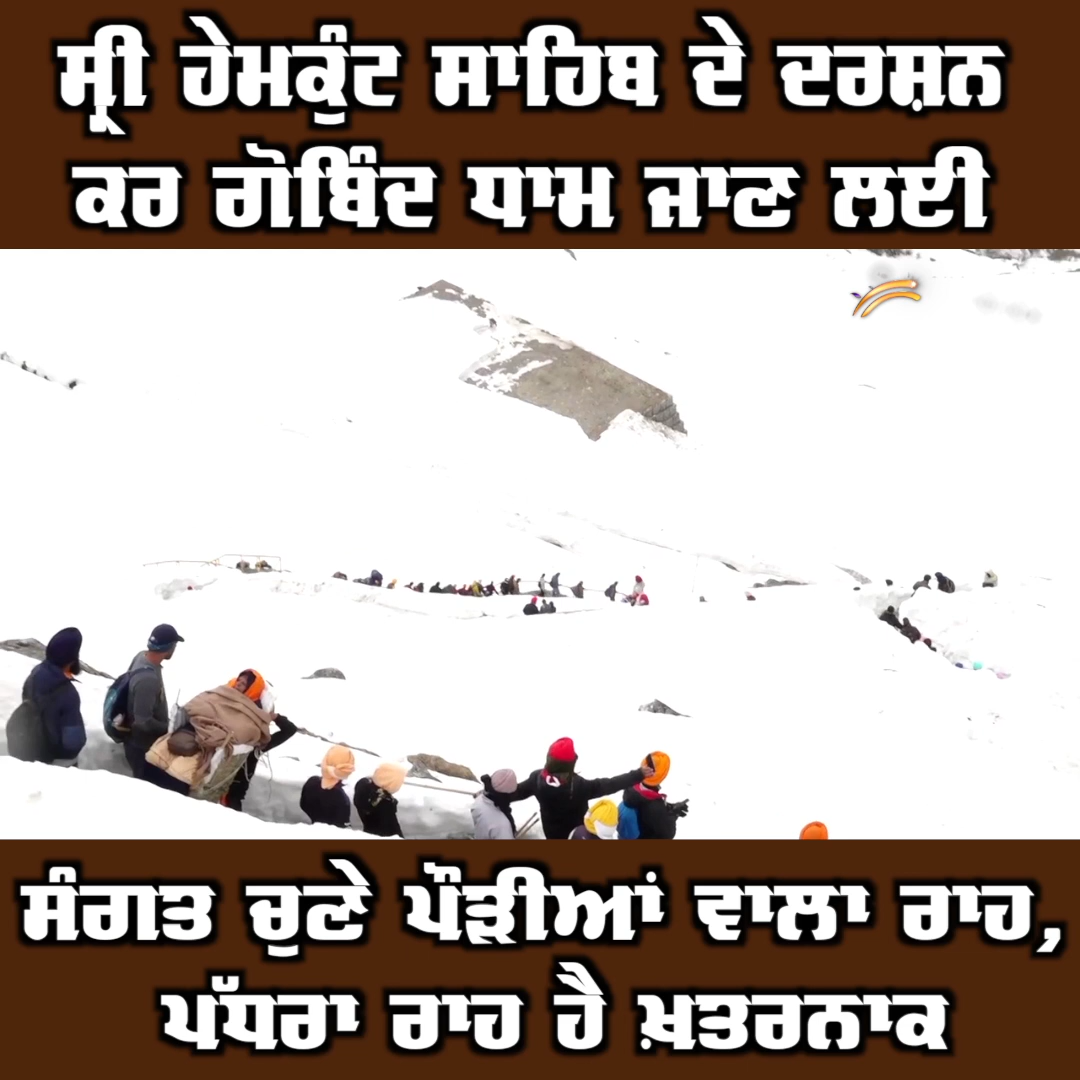 ਸ੍ਰੀ ਹੇਮਕੁੰਟ ਸਾਹਿਬ ਦੇ ਦਰਸ਼ਨ
ਕਰ ਗੋਬਿੰਦ ਧਾਮ ਜਾਣ ਲਈ
ਸੰਗਤ ਚੁਣੇ ਪੌੜੀਆਂ ਵਾਲਾ ਰਾਹ,
ਪੱਧਰਾ ਰਾਹ ਹੈ ਖ਼ਤਰਨਾਕ